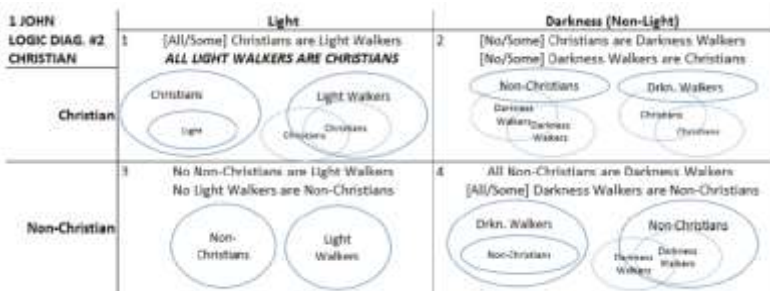 1 JOHN
LOGIC DIAG. #2
CHRISTIAN
Light
Darkness (Non-Light)
1
[All/Some] Christians are Light Walkers
ALL LIGHT WALKERS ARE CHRISTIANS
2
[No/Some] Christians are Darkness Walkers
[No/Some] Darkness Walkers are Christians
Christian
Christians
Light
Light Walkers
Christians
Christians
Non-Christians
Darkness
Walkers
Darkness
Walkers
Drkn. Walkers
Christians
Christians
3
No Non-Christians are Light Walkers
No Light Walkers are Non-Christians
4
All Non-Christians are Darkness Walkers
[All/Some] Darkness Walkers are Non-Christians
Non-Christian
Non-
Christians
Light
Walkers
Drkn. Walkers
Non-Christians
Non-Christians
Darkness
Walkers
Darkness
Walkers